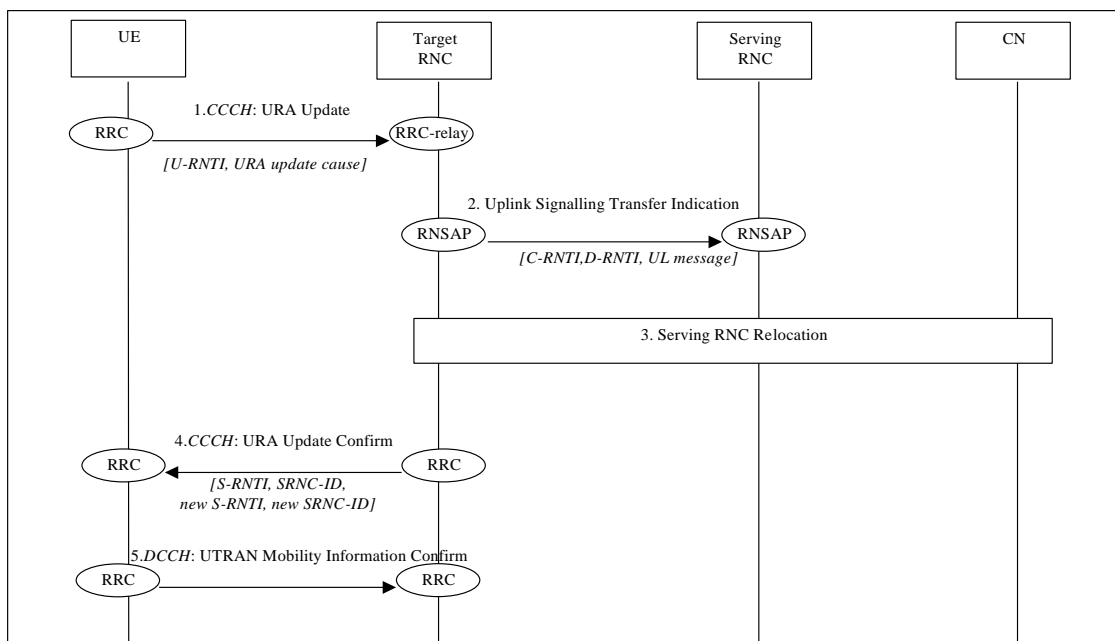 UE
Target
RNC
Serving
RNC
CN
1.CCCH: URA Update
RRC
RRC-relay
[U-RNTI, URA update cause]
2. Uplink Signalling Transfer Indication
RNSAP
RNSAP
[C-RNTI,D-RNTI, UL message]
3. Serving RNC Relocation
4.CCCH: URA Update Confirm
RRC
RRC
[S-RNTI, SRNC-ID,
new S-RNTI, new SRNC-ID]
5.DCCH: UTRAN Mobility Information Confirm
RRC
RRC